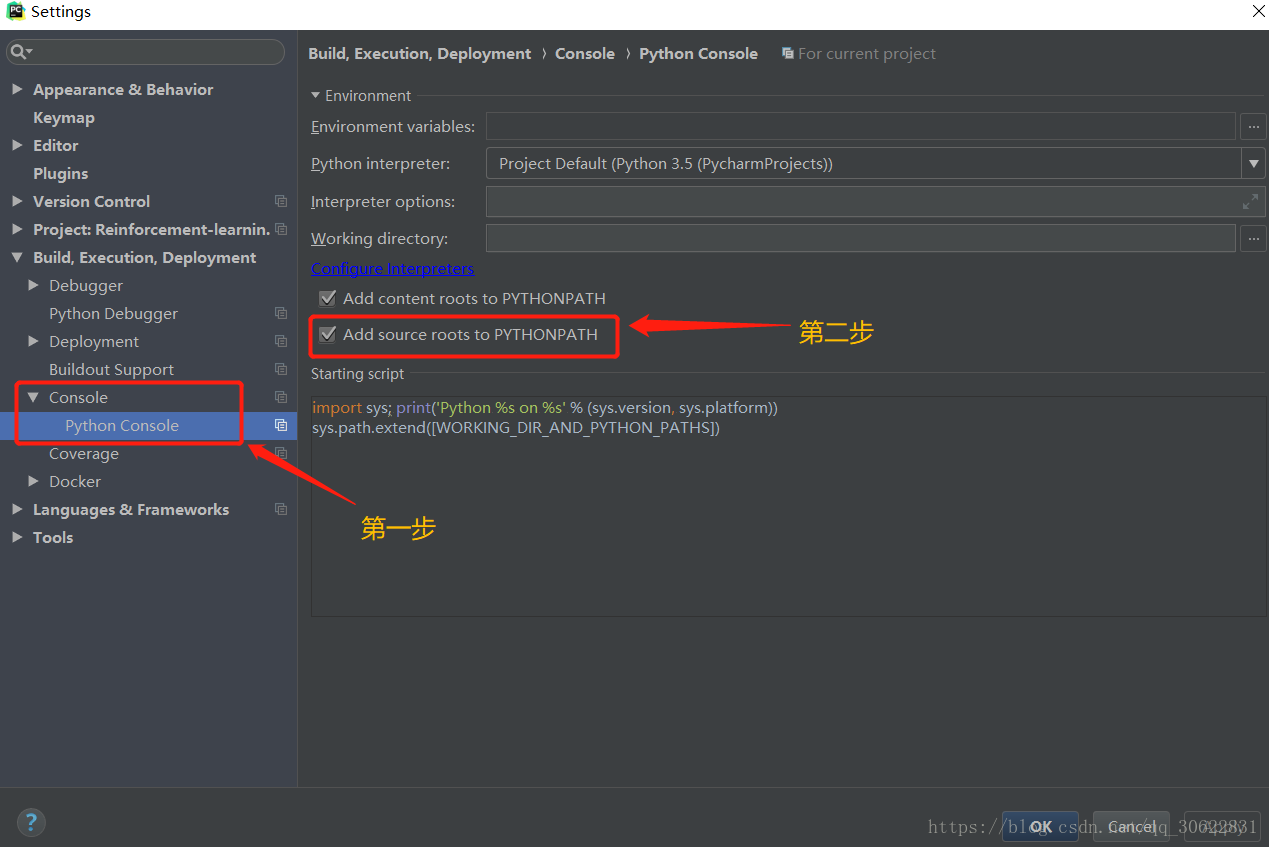 Settings
Appearance & Behavior
Keymap
Editor
Plugins
Version Control
Project: Reinforcement-learnin.
Build, Execution, Deployment
Debugger
Python Debugger
Deployment
Buildout Support
Console
Python Console
Coverage
Docker
Languages & Frameworks
Tools
第一步
Build, Execution, Deployment › Console › Python Console For current project
Environment
Environment variables:
...
Python interpreter: Project Default (Python 3.5 (PycharmProjects))
Interpreter options:
Working directory:
...
Configure Interpreters
Add content roots to PYTHONPATH
Add source roots to PYTHONPATH
第二步
Starting script
import sys; print('Python %s on %s' % (sys.version, sys.platform))
sys.path.extend([WORKING_DIR_AND_PYTHON_PATHS])
?
OK
Cancel
Apply
https://blog.csdn.net/qq_30622831